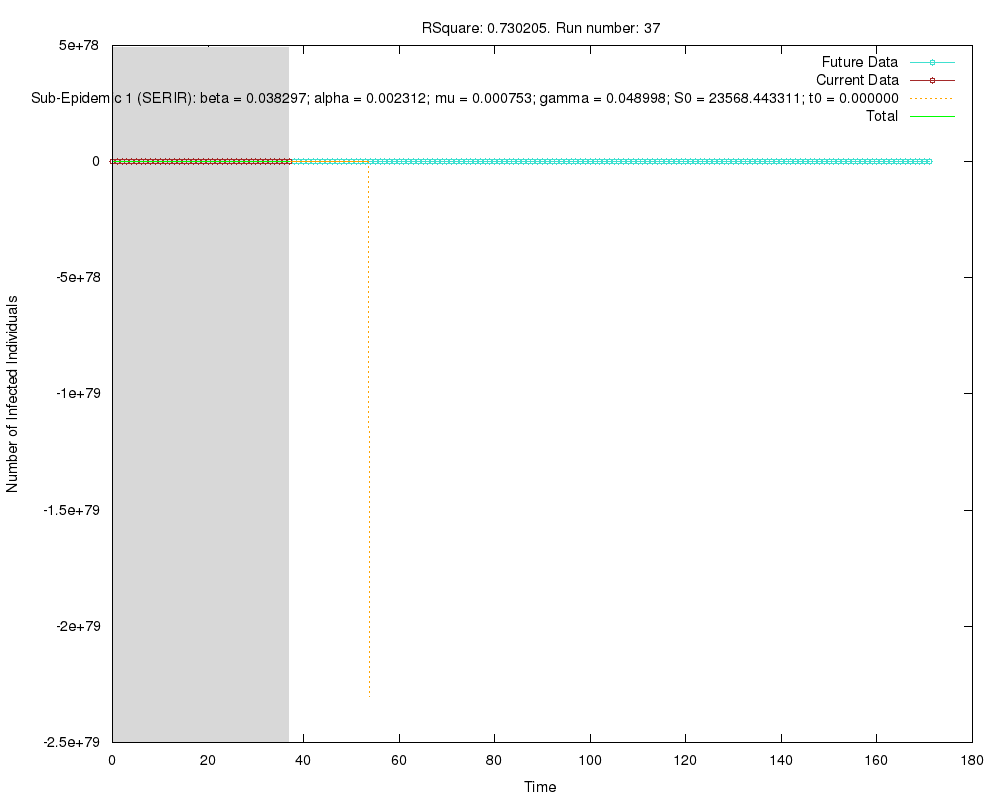 RSquare: 0.730205. Run number: 37
5e+78
Future Data
Current Data
Sub-Epidemic 1 (SERIR): beta = 0.038297; alpha = 0.002312; mu = 0.000753; gamma = 0.048998; S0 = 23568.443311; t0 = 0.000000
Total
0
-5e+78
-1e+79
-1.5e+79
-2e+79
-2.5e+79
Number of Infected Individuals
0 20 40 60 80 100 120 140 160 180
Time